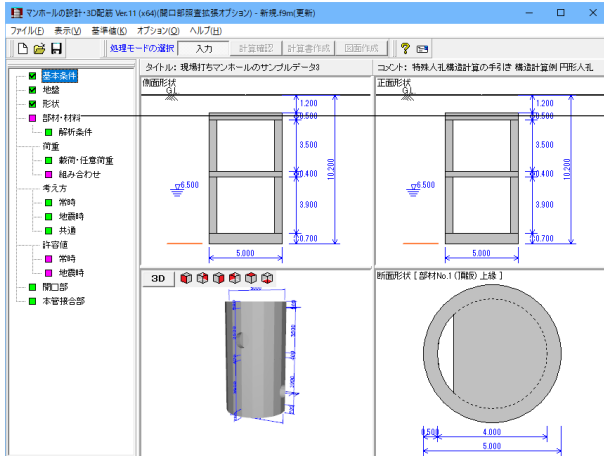 マンホールの設計・3D配筋 Ver.11 (x64)(開口部照査拡張オプション) - 新規.f9m(更新)
ファイル(F) 表示(V) 基準値(K) オプション(O) ヘルプ(H)
処理モードの選択 入力 計算確認 計算書作成 図面作成
タイトル: 現場打ちマンホールのサンプルデータ3
コメント: 特殊人孔構造計算の手引き 構造計算例 円形人孔
基本条件
地盤
形状
部材・材料
解析条件
荷重
載荷・任意荷重
組み合わせ
考え方
常時
地震時
共通
許容値
常時
地震時
開口部
本管接合部
側面形状
G.L
1.200
0.500
3.500
10.200
0.400
6.500
3.900
0.700
5.000
正面形状
G.L
1.200
0.500
3.500
10.200
0.400
6.500
3.900
0.700
5.000
3D
断面形状 [ 部材No.1 (頂版) 上縁 ]
0.500
4.000
5.000